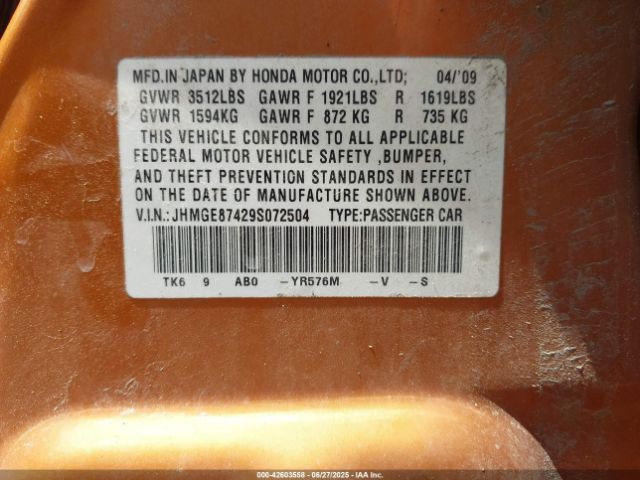 MFD.IN JAPAN BY HONDA MOTOR CO.,LTD; 04/'09
GVWR 3512LBS GAWR F 1921LBS R 1619LBS
GVWR 1594KG GAWR F 872 KG R 735 KG
THIS VEHICLE CONFORMS TO ALL APPLICABLE
FEDERAL MOTOR VEHICLE SAFETY ,BUMPER,
AND THEFT PREVENTION STANDARDS IN EFFECT
ON THE DATE OF MANUFACTURE SHOWN ABOVE.
V.I.N.:JHMGE87429S072504 TYPE:PASSENGER CAR
TK6 9 AB0 -YR576M -V -S
000-42603558 | 06/27/2025 | IAA Inc.